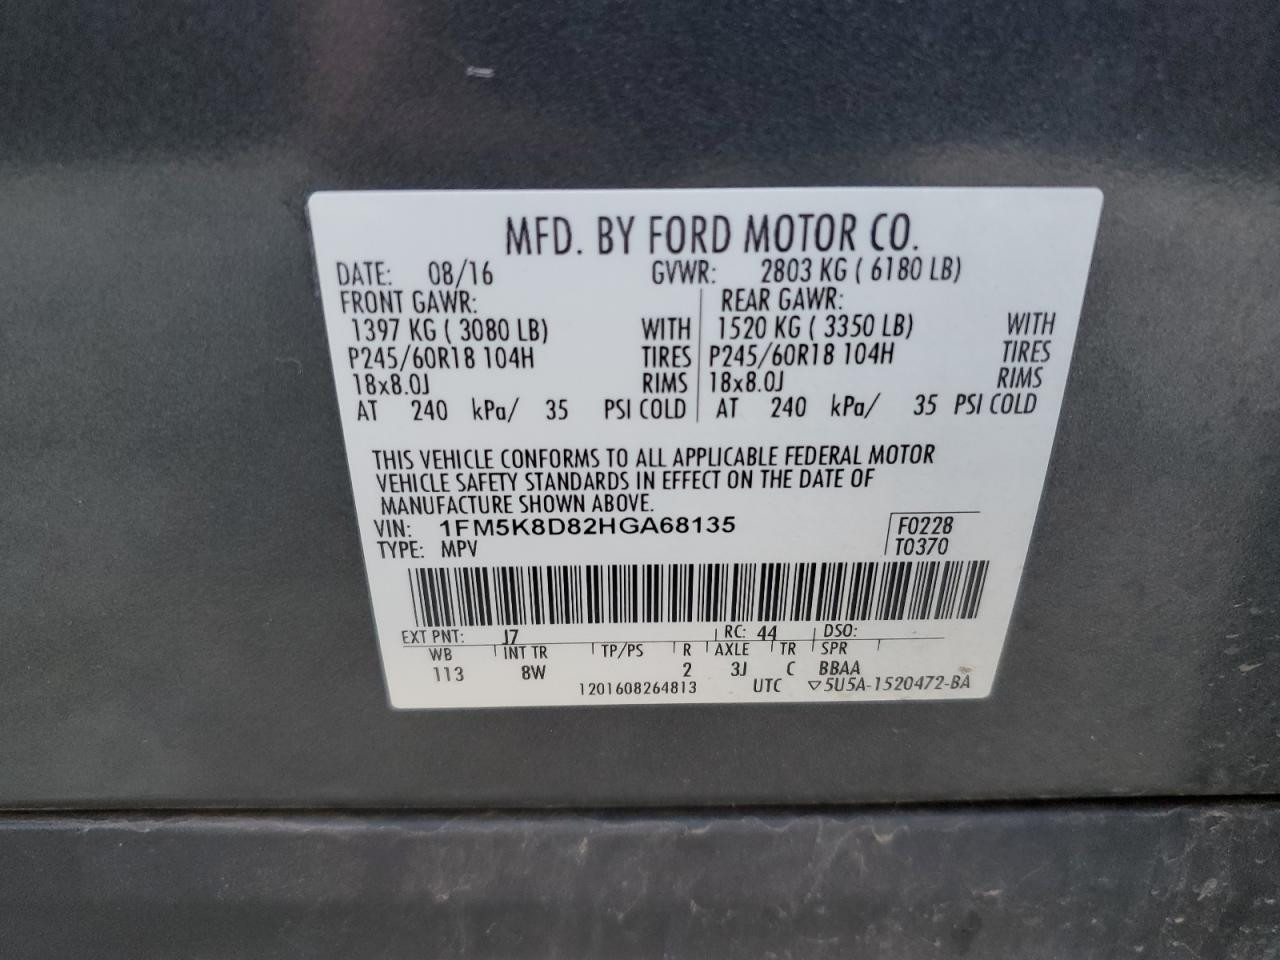 MFD. BY FORD MOTOR CO.
DATE: 08/16 GVWR: 2803 KG ( 6180 LB)
FRONT GAWR: REAR GAWR:
1397 KG ( 3080 LB) WITH 1520 KG ( 3350 LB) WITH
P245/60R18 104H TIRES P245/60R18 104H TIRES
18x8.0J RIMS 18x8.0J RIMS
AT 240 kPa/ 35 PSI COLD AT 240 kPa/ 35 PSI COLD
THIS VEHICLE CONFORMS TO ALL APPLICABLE FEDERAL MOTOR
VEHICLE SAFETY STANDARDS IN EFFECT ON THE DATE OF
MANUFACTURE SHOWN ABOVE.
VIN: 1FM5K8D82HGA68135 F0228
TYPE: MPV T0370
EXT PNT: J7 RC: 44 DSO:
WB INT TR TP/PS R AXLE TR SPR
113 8W 2 3J C BBAA
1201608264813 UTC ▽5U5A-1520472-BA